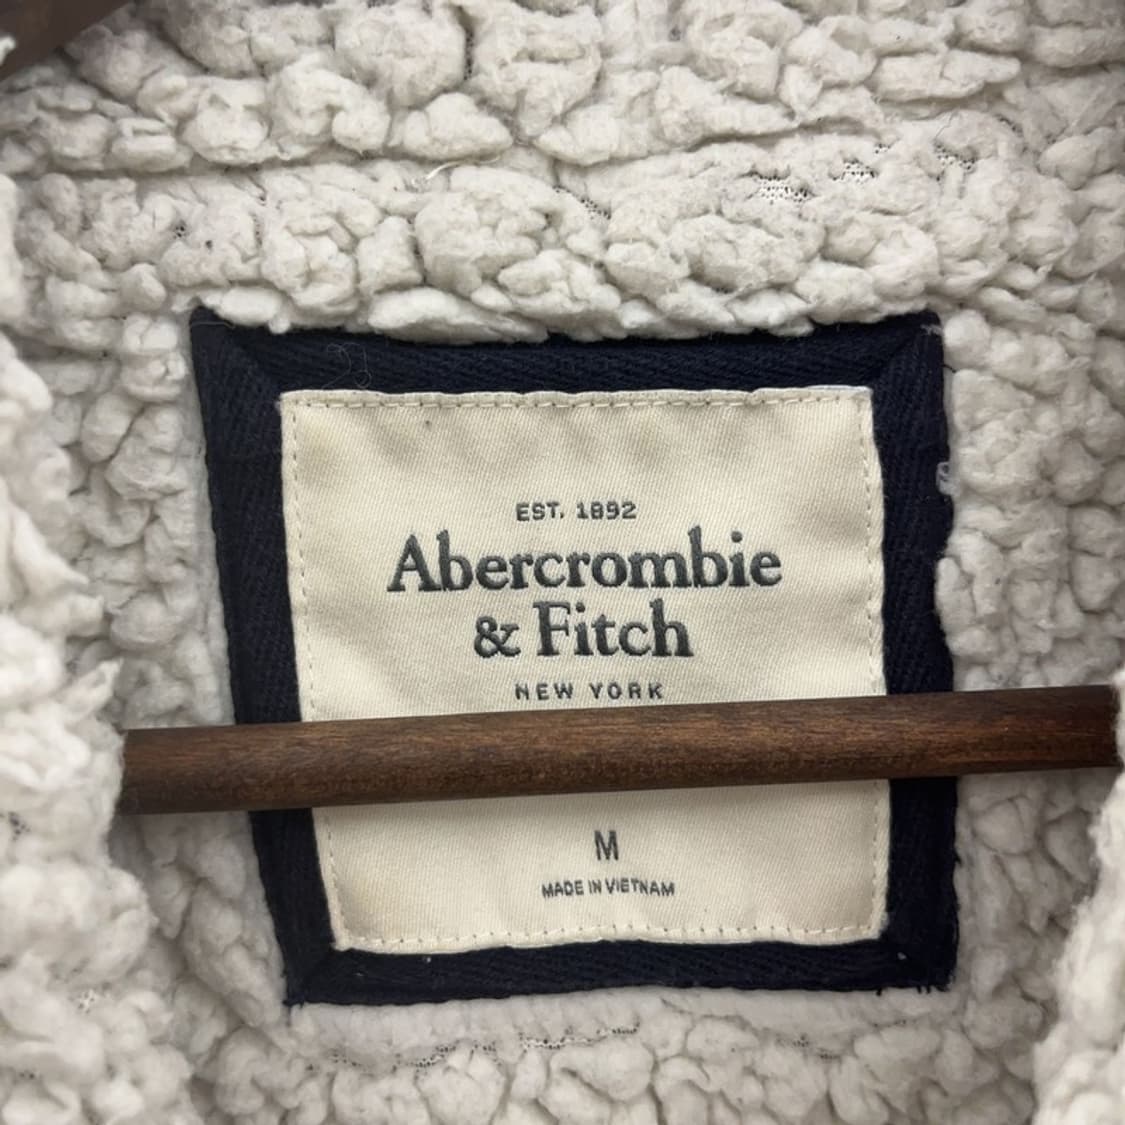 EST. 1892
Abercrombie
& Fitch
NEW YORK
M
MADE IN VIETNAM